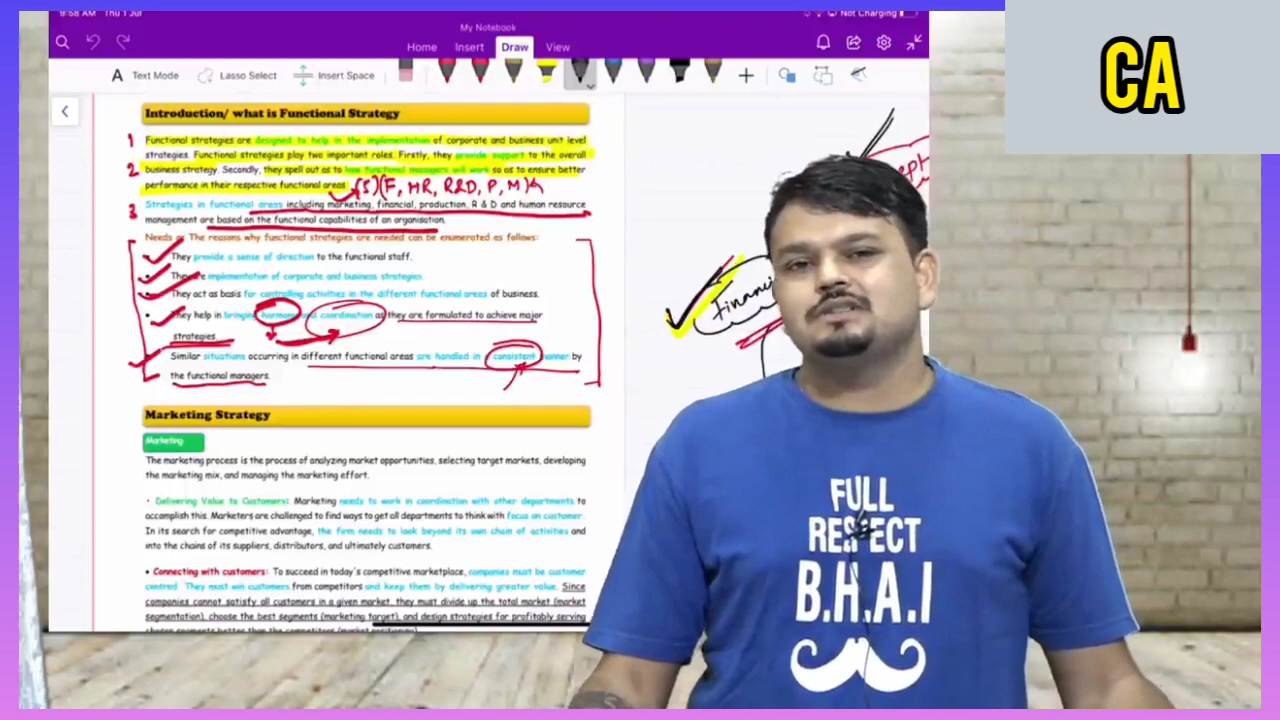 9:58 AM Thu 1 Jul
Not Charging
My Notebook
Home Insert Draw View
Text Mode Lasso Select Insert Space
CA
Introduction/ what is Functional Strategy
1 Functional strategies are designed to help in the implementation of corporate and business unit level
strategies. Functional strategies play two important roles. Firstly, they provide support to the overall
2 business strategy. Secondly, they spell out as to how functional managers will work so as to ensure better
performance in their respective functional areas (5) (F, HR, R&D, P, M)
3 Strategies in functional areas including marketing, financial, production, R & D and human resource
management are based on the functional capabilities of an organisation.
Needs or The reasons why functional strategies are needed can be enumerated as follows:
They provide a sense of direction to the functional staff.
• They are implementation of corporate and business strategies.
• They act as basis for controlling activities in the different functional areas of business.
• They help in bringing harmony and coordination as they are formulated to achieve major
strategies.
• Similar situations occurring in different functional areas are handled in consistent manner by
the functional managers.
Financi
Marketing Strategy
Marketing
The marketing process is the process of analyzing market opportunities, selecting target markets, developing
the marketing mix, and managing the marketing effort.
• Delivering Value to Customers: Marketing needs to work in coordination with other departments to
accomplish this. Marketers are challenged to find ways to get all departments to think with focus on customer.
In its search for competitive advantage, the firm needs to look beyond its own chain of activities and
into the chains of its suppliers, distributors, and ultimately customers.
• Connecting with customers: To succeed in today's competitive marketplace, companies must be customer
centred. They must win customers from competitors and keep them by delivering greater value. Since
companies cannot satisfy all customers in a given market, they must divide up the total market (market
segmentation), choose the best segments (marketing target), and design strategies for profitably serving
chosen segments better than the competitors (market positioning).
FULL
RESPECT
B.H.A.I